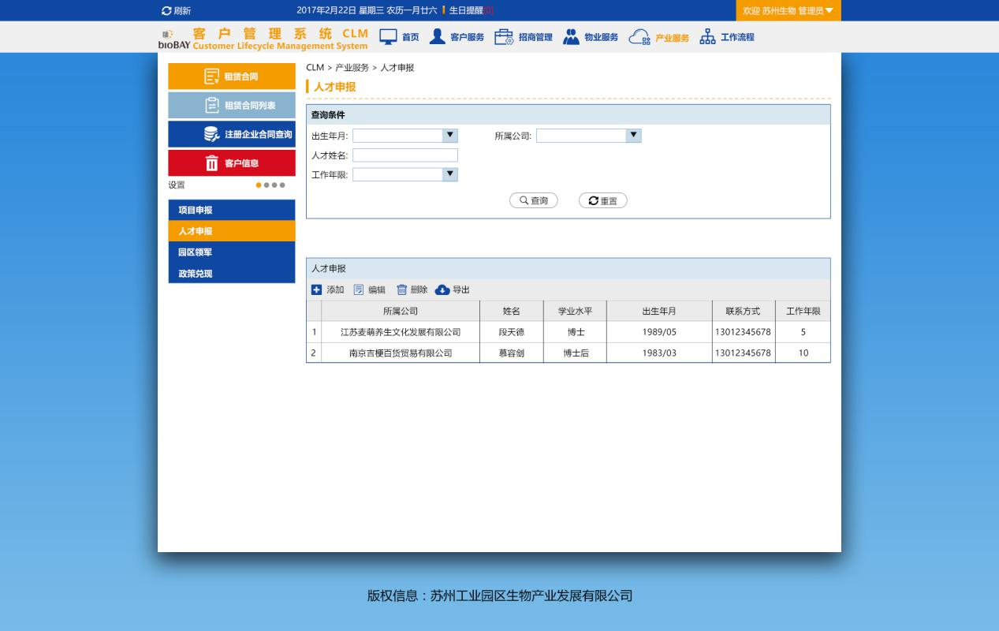 刷新 2017年2月22日 星期三 农历一月廿六 生日提醒[0] 欢迎 苏州生物 管理员
bioBAY 客户管理系统 CLM 首页 客户服务 招商管理 物业服务 产业服务 工作流程
Customer Lifecycle Management System
租赁合同
租赁合同列表
注册企业合同查询
客户信息
设置
项目申报
人才申报
园区领军
政策兑现
CLM > 产业服务 > 人才申报
人才申报
查询条件
出生年月: 所属公司:
人才姓名:
工作年限:
查询 重置
人才申报
添加 编辑 删除 导出
所属公司 姓名 学业水平 出生年月 联系方式 工作年限
1 江苏麦萌养生文化发展有限公司 段天德 博士 1989/05 13012345678 5
2 南京吉梗百货贸易有限公司 慕容剑 博士后 1983/03 13012345678 10
版权信息：苏州工业园区生物产业发展有限公司